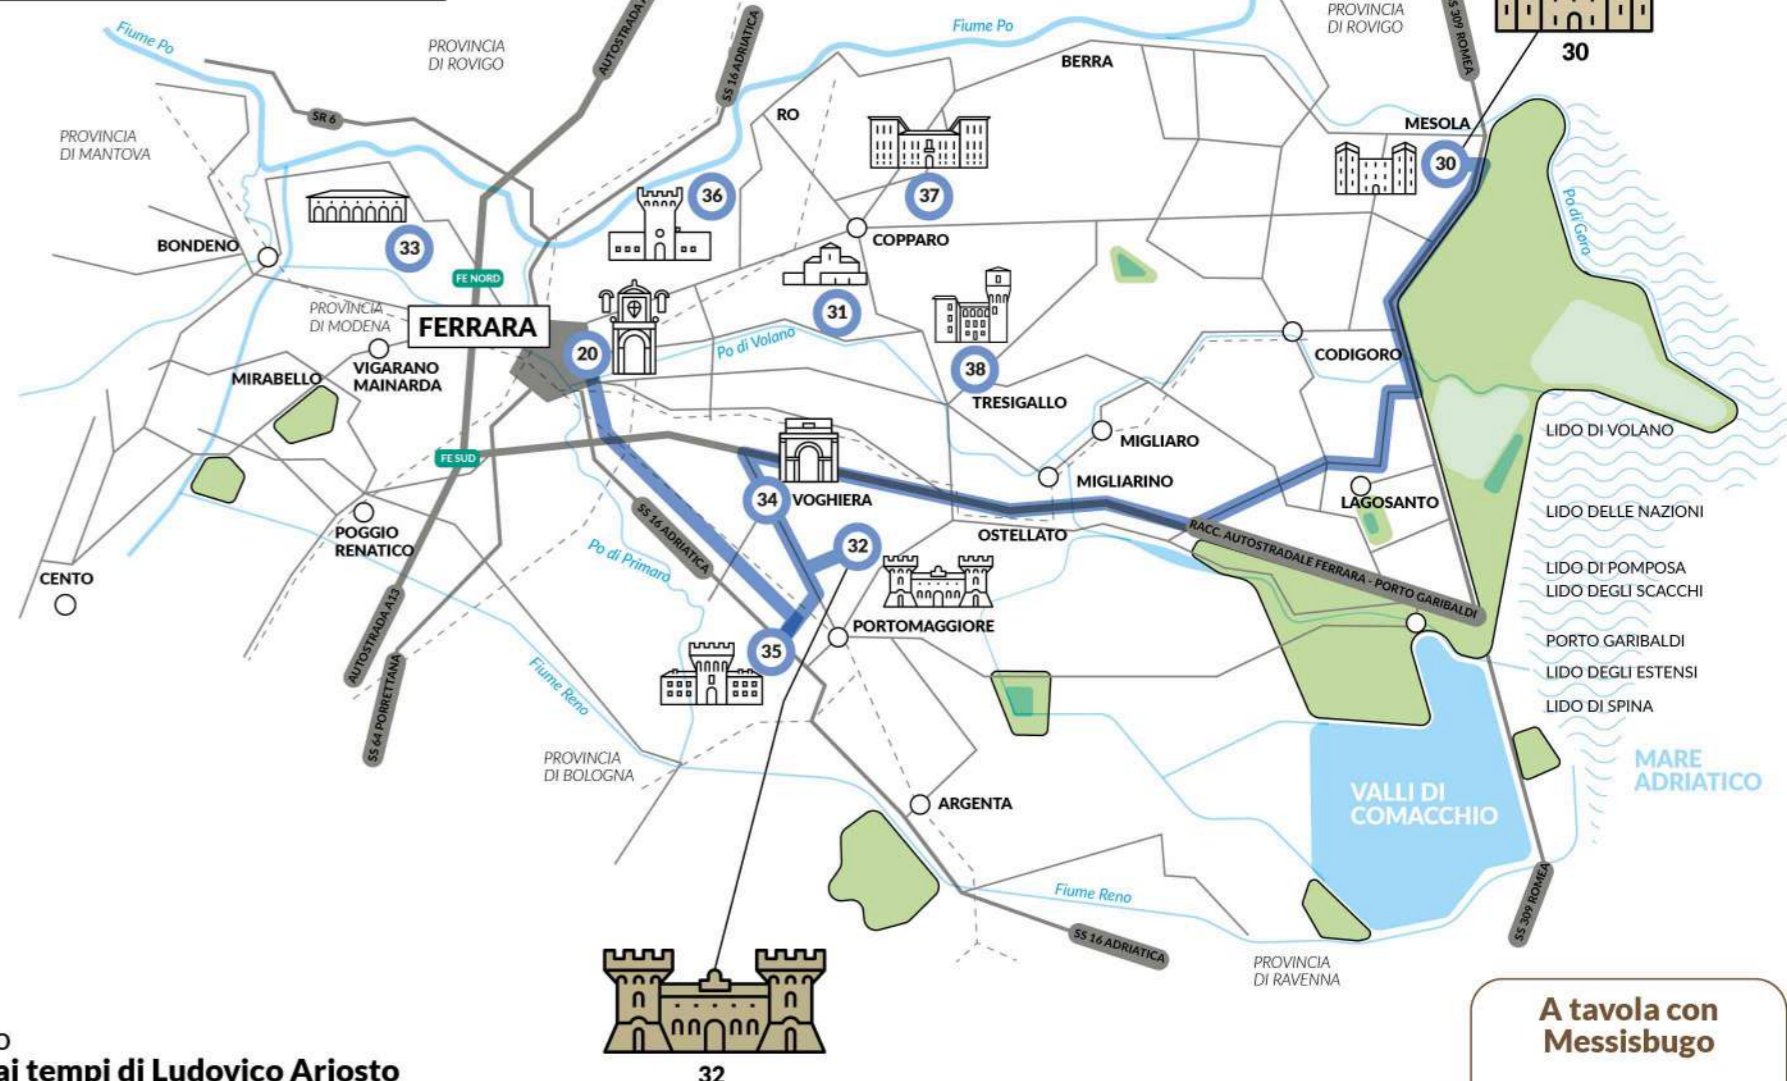 Fiume Po
PROVINCIA
DI ROVIGO
AUTOSTRADA
SS 16 ADRIATICA
Fiume Po
PROVINCIA
DI ROVIGO
SS 309 ROMEA
30
BERRA
SR 6
RO
MESOLA
PROVINCIA
DI MANTOVA
30
36
37
Po di Goro
BONDENO
33
COPPARO
FE NORD
PROVINCIA
DI MODENA
FERRARA
31
20
Po di Volano
38
CODIGORO
VIGARANO
MAINARDA
MIRABELLO
TRESIGALLO
LIDO DI VOLANO
MIGLIARO
FE SUD
MIGLIARINO
34
VOGHIERA
LAGOSANTO
LIDO DELLE NAZIONI
POGGIO
RENATICO
SS 16 ADRIATICA
32
OSTELLATO
RACC. AUTOSTRADALE FERRARA - PORTO GARIBALDI
Po di Primaro
LIDO DI POMPOSA
LIDO DEGLI SCACCHI
CENTO
AUTOSTRADA A13
PORTOMAGGIORE
PORTO GARIBALDI
35
LIDO DEGLI ESTENSI
Fiume Reno
LIDO DI SPINA
SS 64 PORRETTANA
PROVINCIA
DI BOLOGNA
MARE
ADRIATICO
VALLI DI
COMACCHIO
ARGENTA
Fiume Reno
SS 309 ROMEA
SS 16 ADRIATICA
PROVINCIA
DI RAVENNA
A tavola con
Messisbugo
ai tempi di Ludovico Ariosto
32